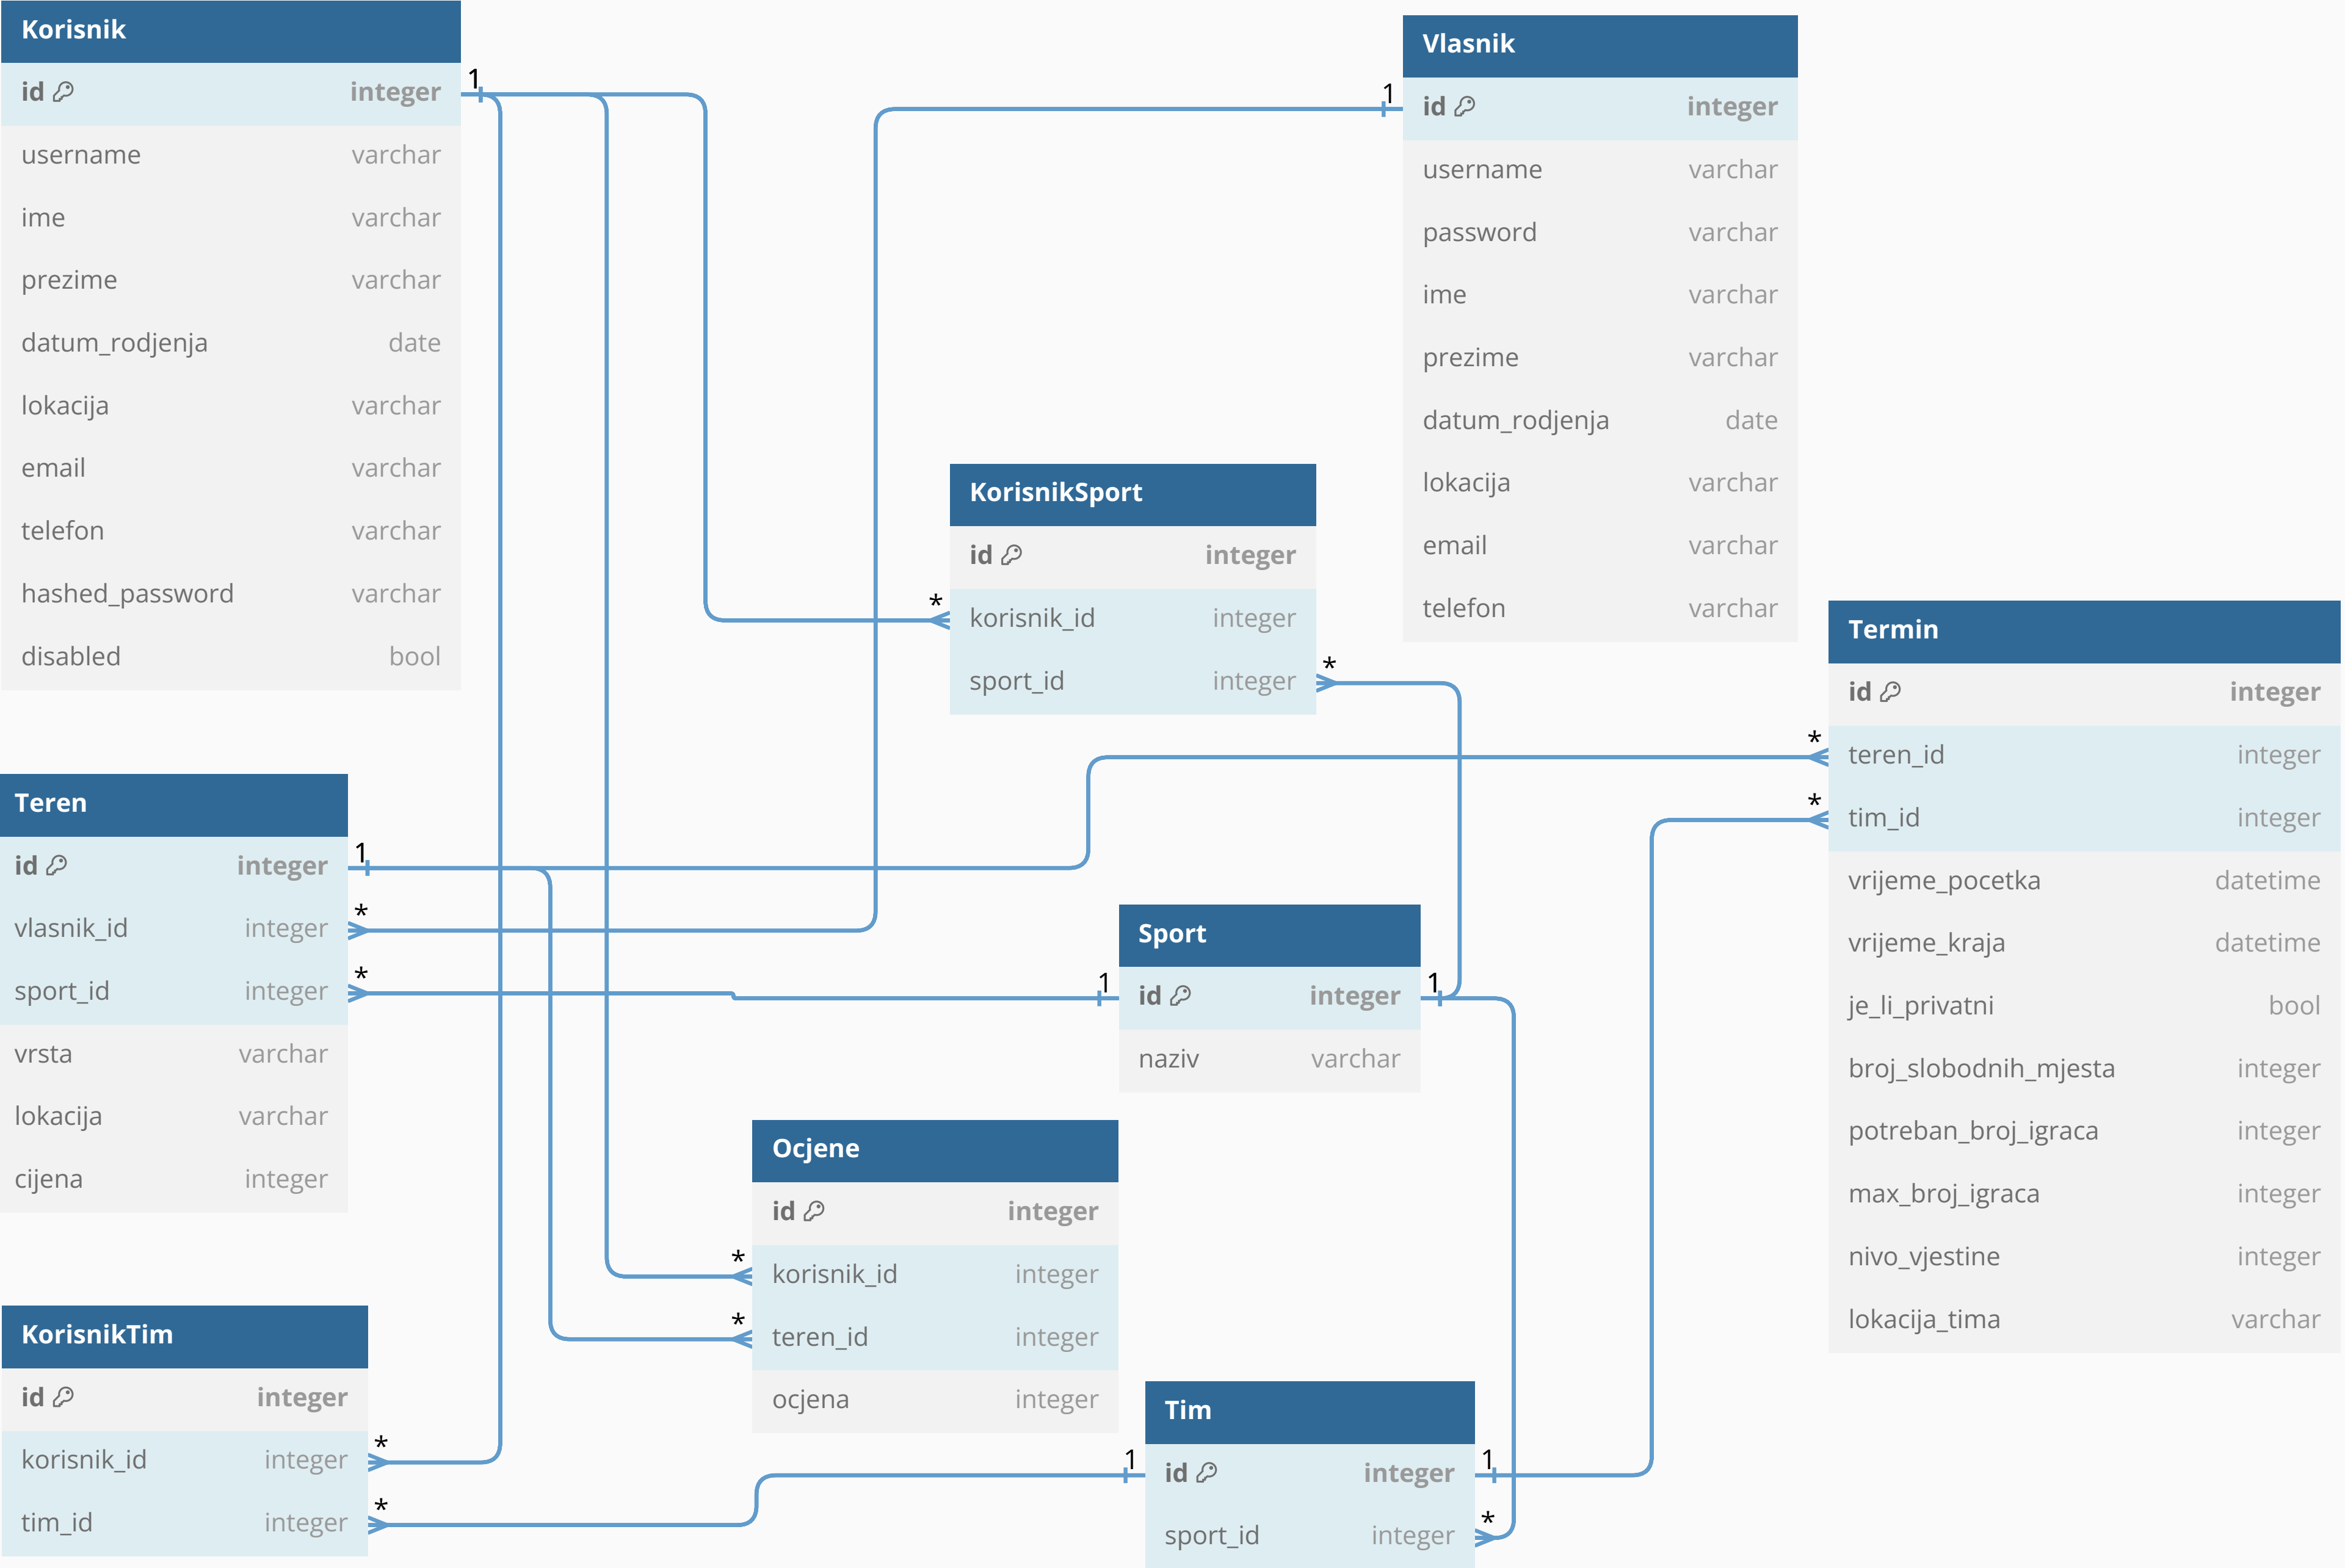 Korisnik
id integer
username varchar
ime varchar
prezime varchar
datum_rodjenja date
lokacija varchar
email varchar
telefon varchar
hashed_password varchar
disabled bool
1
Vlasnik
id integer
username varchar
password varchar
ime varchar
prezime varchar
datum_rodjenja date
lokacija varchar
email varchar
telefon varchar
1
KorisnikSport
id integer
* korisnik_id integer
sport_id integer *
Termin
id integer
* teren_id integer
* tim_id integer
vrijeme_pocetka datetime
vrijeme_kraja datetime
je_li_privatni bool
broj_slobodnih_mjesta integer
potreban_broj_igraca integer
max_broj_igraca integer
nivo_vjestine integer
lokacija_tima varchar
Teren
id integer 1
vlasnik_id integer *
sport_id integer *
vrsta varchar
lokacija varchar
cijena integer
Sport
1 id integer 1
naziv varchar
Ocjene
id integer
* korisnik_id integer
* teren_id integer
ocjena integer
KorisnikTim
id integer
korisnik_id integer *
tim_id integer *
Tim
1 id integer 1
sport_id integer *